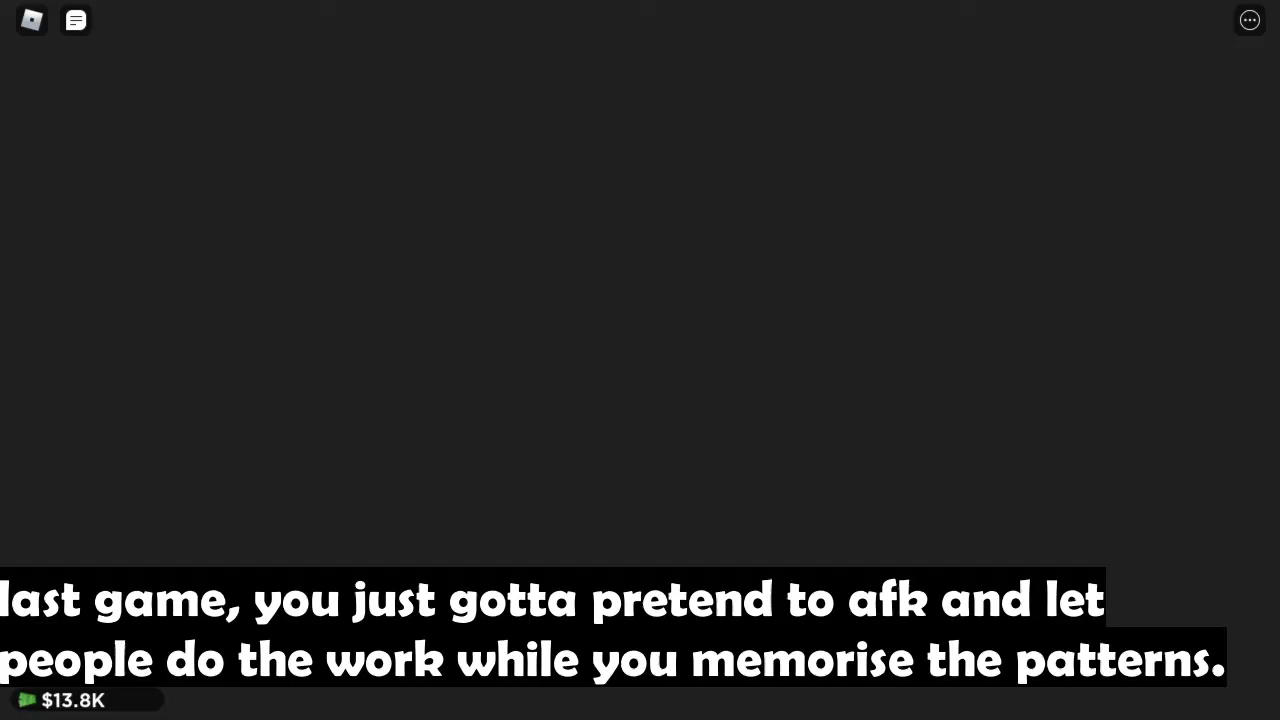 last game, you just gotta pretend to afk and let
people do the work while you memorise the patterns.
$13.8K